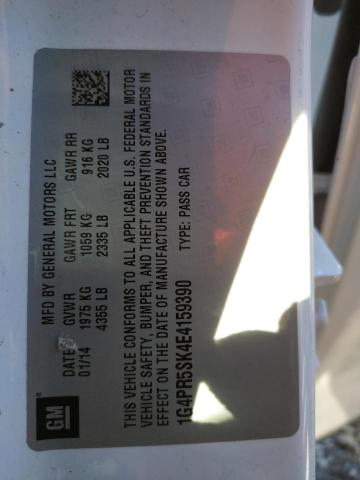 GM
MFD BY GENERAL MOTORS LLC
DATE GVWR GAWR FRT GAWR RR
01/14 1975 KG 1059 KG 916 KG
4355 LB 2335 LB 2020 LB
THIS VEHICLE CONFORMS TO ALL APPLICABLE U.S. FEDERAL MOTOR
VEHICLE SAFETY, BUMPER, AND THEFT PREVENTION STANDARDS IN
EFFECT ON THE DATE OF MANUFACTURE SHOWN ABOVE.
1G4PR5SK4E4159390 TYPE: PASS CAR